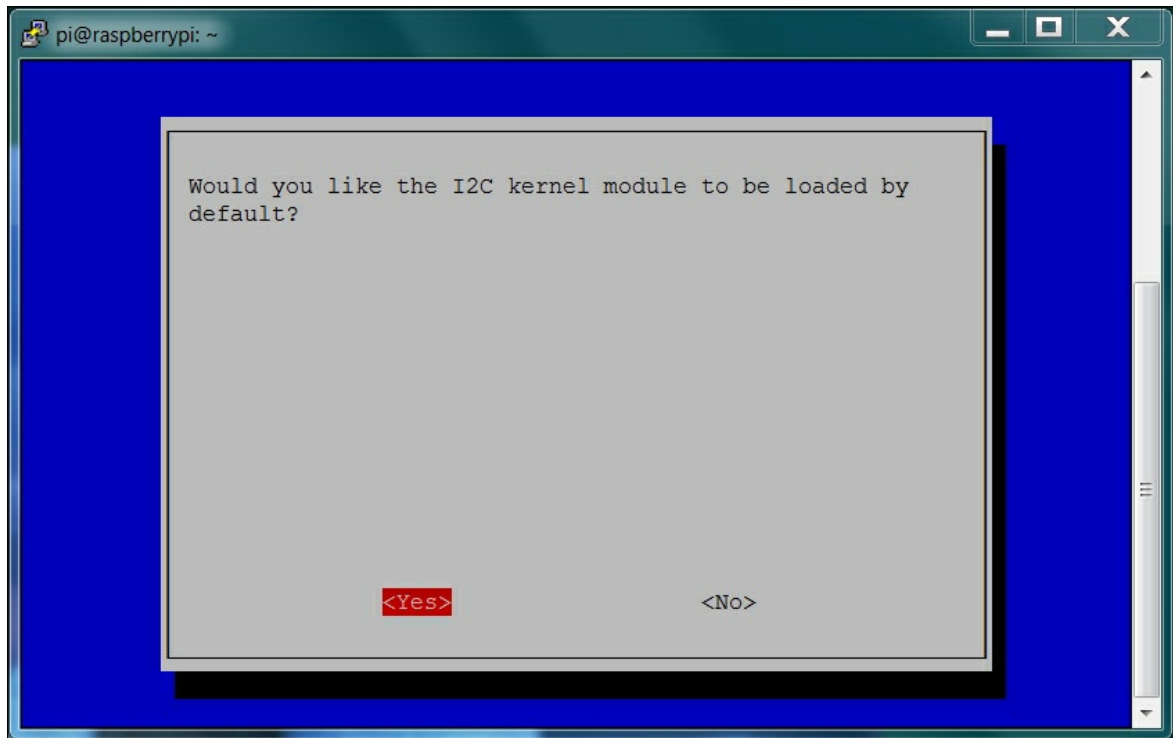 pi@raspberrypi: ~
Would you like the I2C kernel module to be loaded by
default?
<Yes> <No>